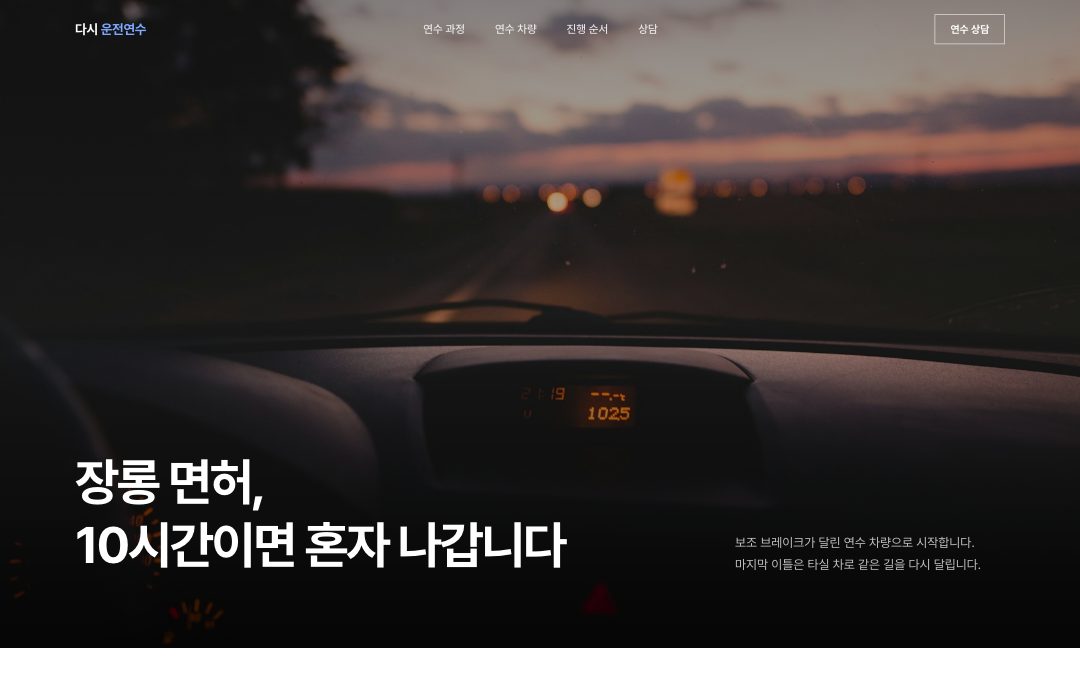 다시 운전연수
연수 과정
연수 차량
진행 순서
상담
연수 상담
21:19
1025
장롱 면허,
10시간이면 혼자 나갑니다
보조 브레이크가 달린 연수 차량으로 시작합니다.
마지막 이틀은 타실 차로 같은 길을 다시 달립니다.